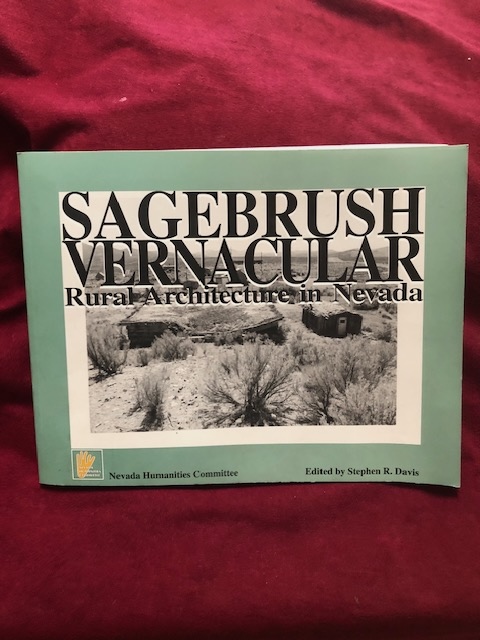 SAGEBRUSH
VERNACULAR
Rural Architecture in Nevada
Nevada Humanities Committee
Edited by Stephen R. Davis